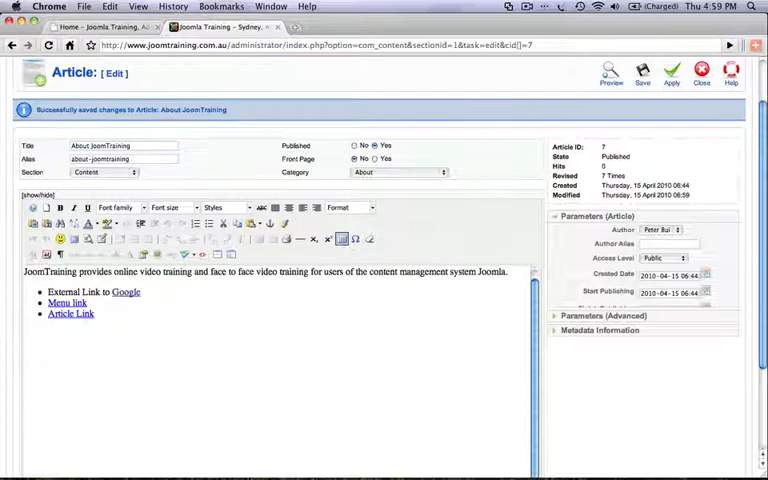 Chrome File Edit View History Bookmarks Window Help (Charged) Thu 4:59 PM
Home – Joomla Training, Ad Joomla Training – Sydney,
http://www.joomtraining.com.au/administrator/index.php?option=com_content&sectionid=1&task=edit&cid[]=7
Article: [ Edit ]
Preview Save Apply Close Help
Successfully saved changes to Article: About JoomTraining
Title About JoomTraining Published No Yes
Alias about-joomtraining Front Page No Yes
Section Content Category About
Article ID: 7
State Published
Hits 0
Revised 7 Times
Created Thursday, 15 April 2010 06:44
Modified Thursday, 15 April 2010 06:59
[show/hide]
B I U Font family Font size Styles ABC Format
Parameters (Article)
Author Peter Bui
Author Alias
Access Level Public
Created Date 2010-04-15 06:44:
Start Publishing 2010-04-15 06:44:
Parameters (Advanced)
Metadata Information
JoomTraining provides online video training and face to face video training for users of the content management system Joomla.
External Link to Google
Menu link
Article Link